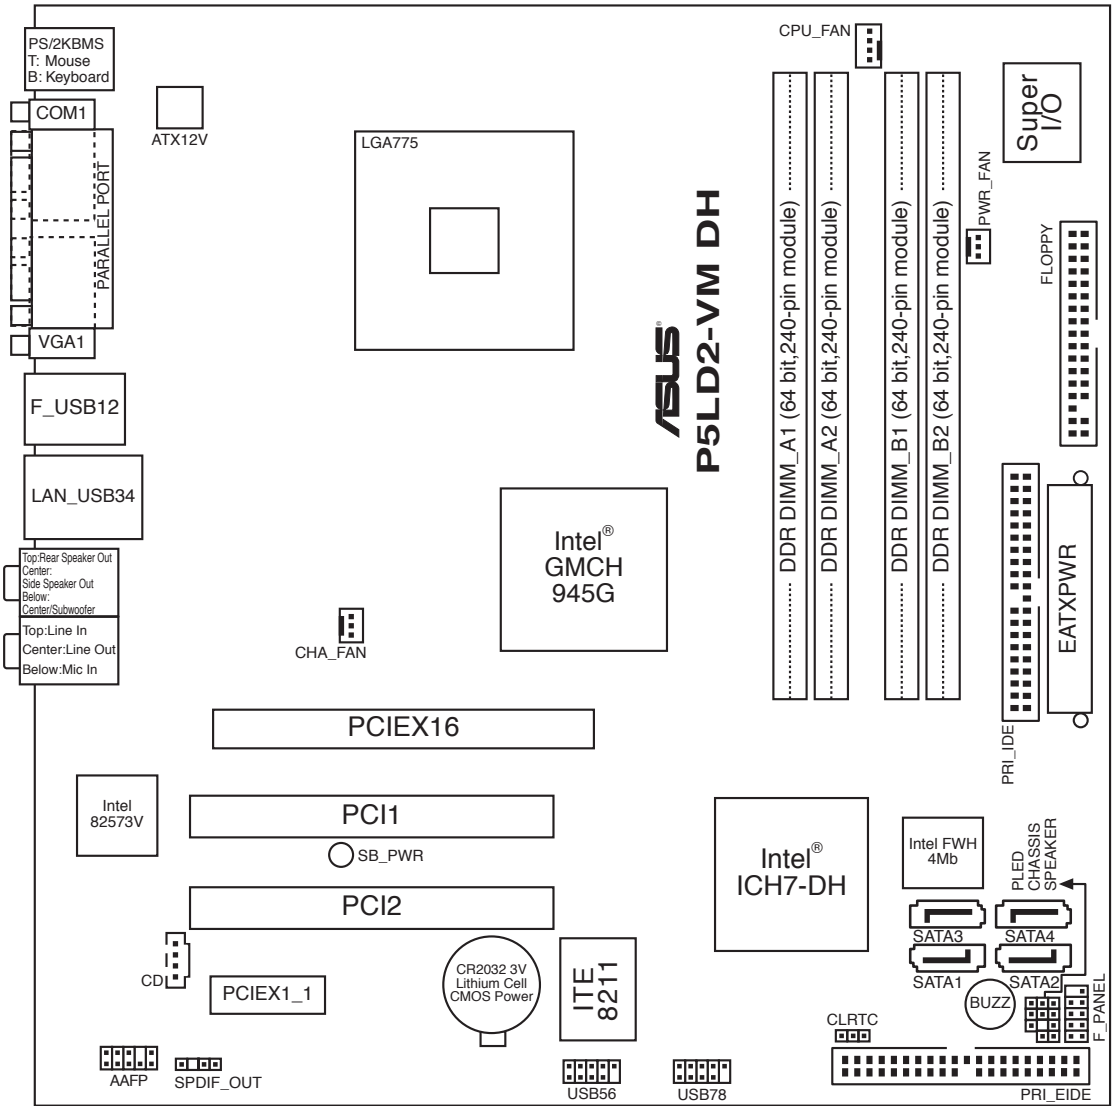 PS/2KBMS
T: Mouse
B: Keyboard
CPU_FAN
COM1
ATX12V
LGA775
Super
I/O
PARALLEL PORT
PWR_FAN
FLOPPY
VGA1
F_USB12
LAN_USB34
ASUS®
P5LD2-VM DH
DDR DIMM_A1 (64 bit,240-pin module)
DDR DIMM_A2 (64 bit,240-pin module)
DDR DIMM_B1 (64 bit,240-pin module)
DDR DIMM_B2 (64 bit,240-pin module)
Intel®
GMCH
945G
EATXPWR
Top:Rear Speaker Out
Center:
Side Speaker Out
Below:
Center/Subwoofer
Top:Line In
Center:Line Out
Below:Mic In
CHA_FAN
PCIEX16
PRI_IDE
Intel
82573V
PCI1
SB_PWR
PCI2
Intel®
ICH7-DH
Intel FWH
4Mb
PLED
CHASSIS
SPEAKER
SATA3
SATA4
SATA1
SATA2
CD
PCIEX1_1
CR2032 3V
Lithium Cell
CMOS Power
ITE
8211
BUZZ
F_PANEL
CLRTC
AAFP
SPDIF_OUT
USB56
USB78
PRI_EIDE